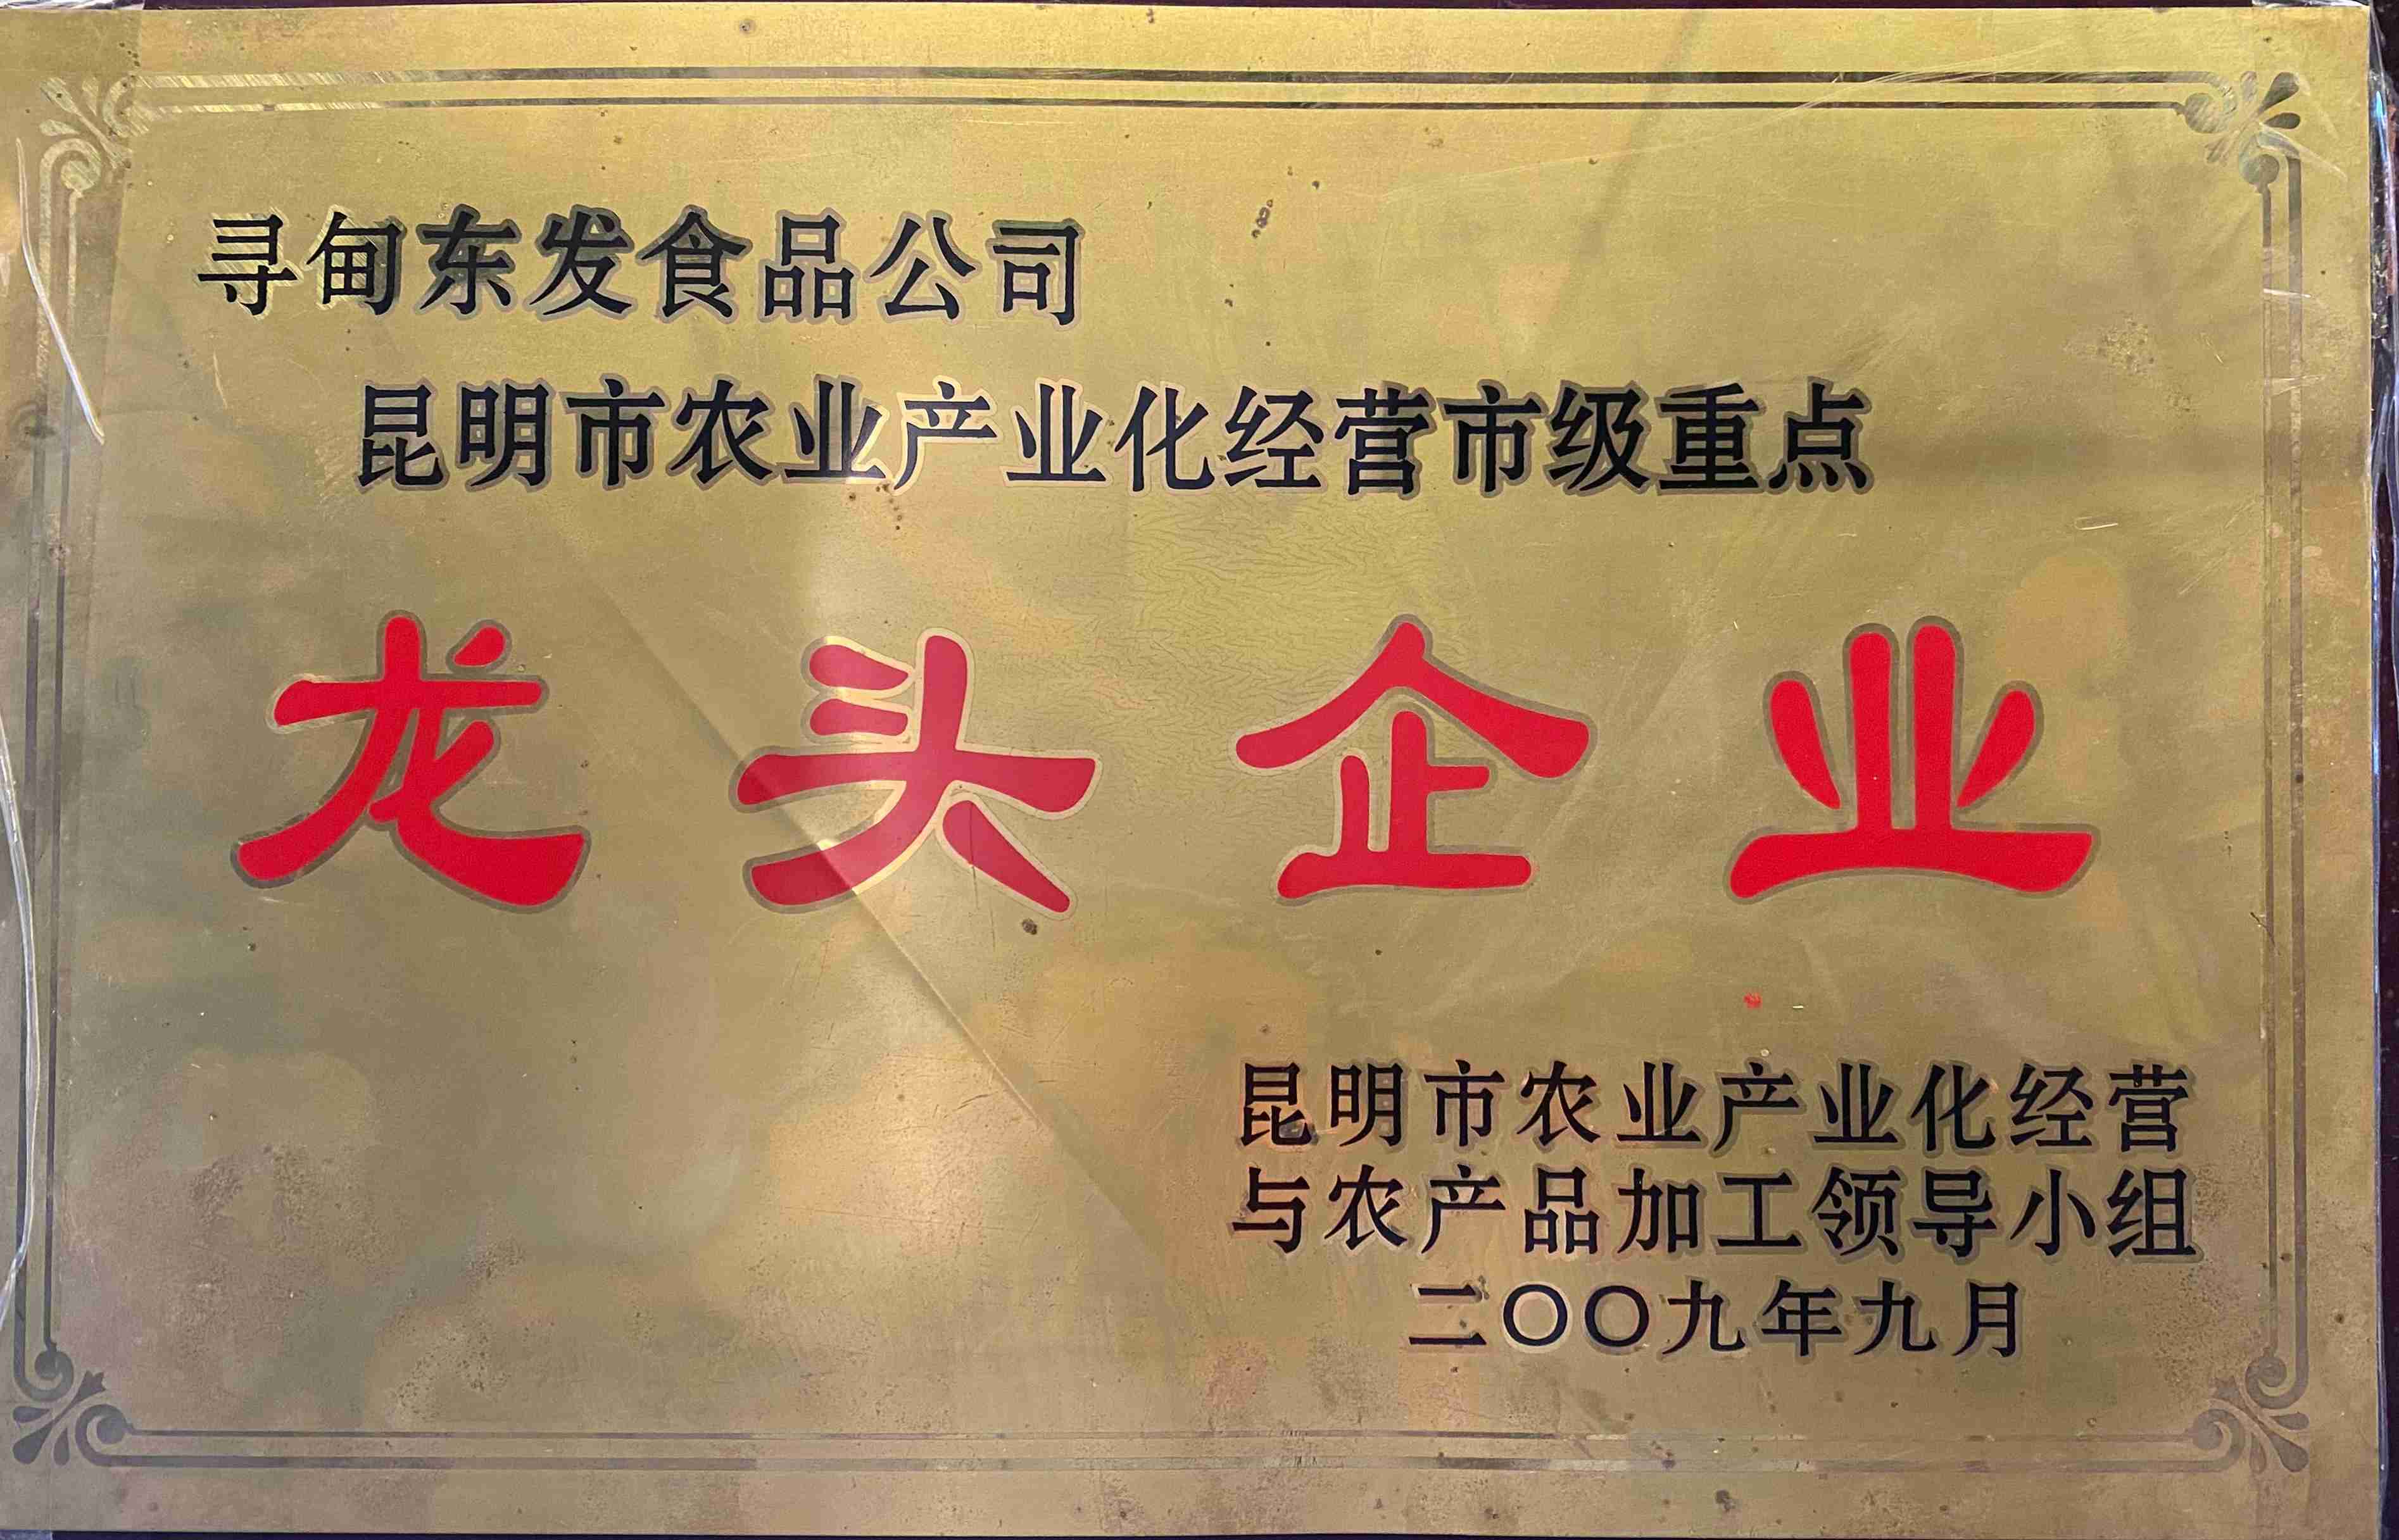 寻甸东发食品公司
昆明市农业产业化经营市级重点
龙头企业
昆明市农业产业化经营
与农产品加工领导小组
二〇〇九年九月